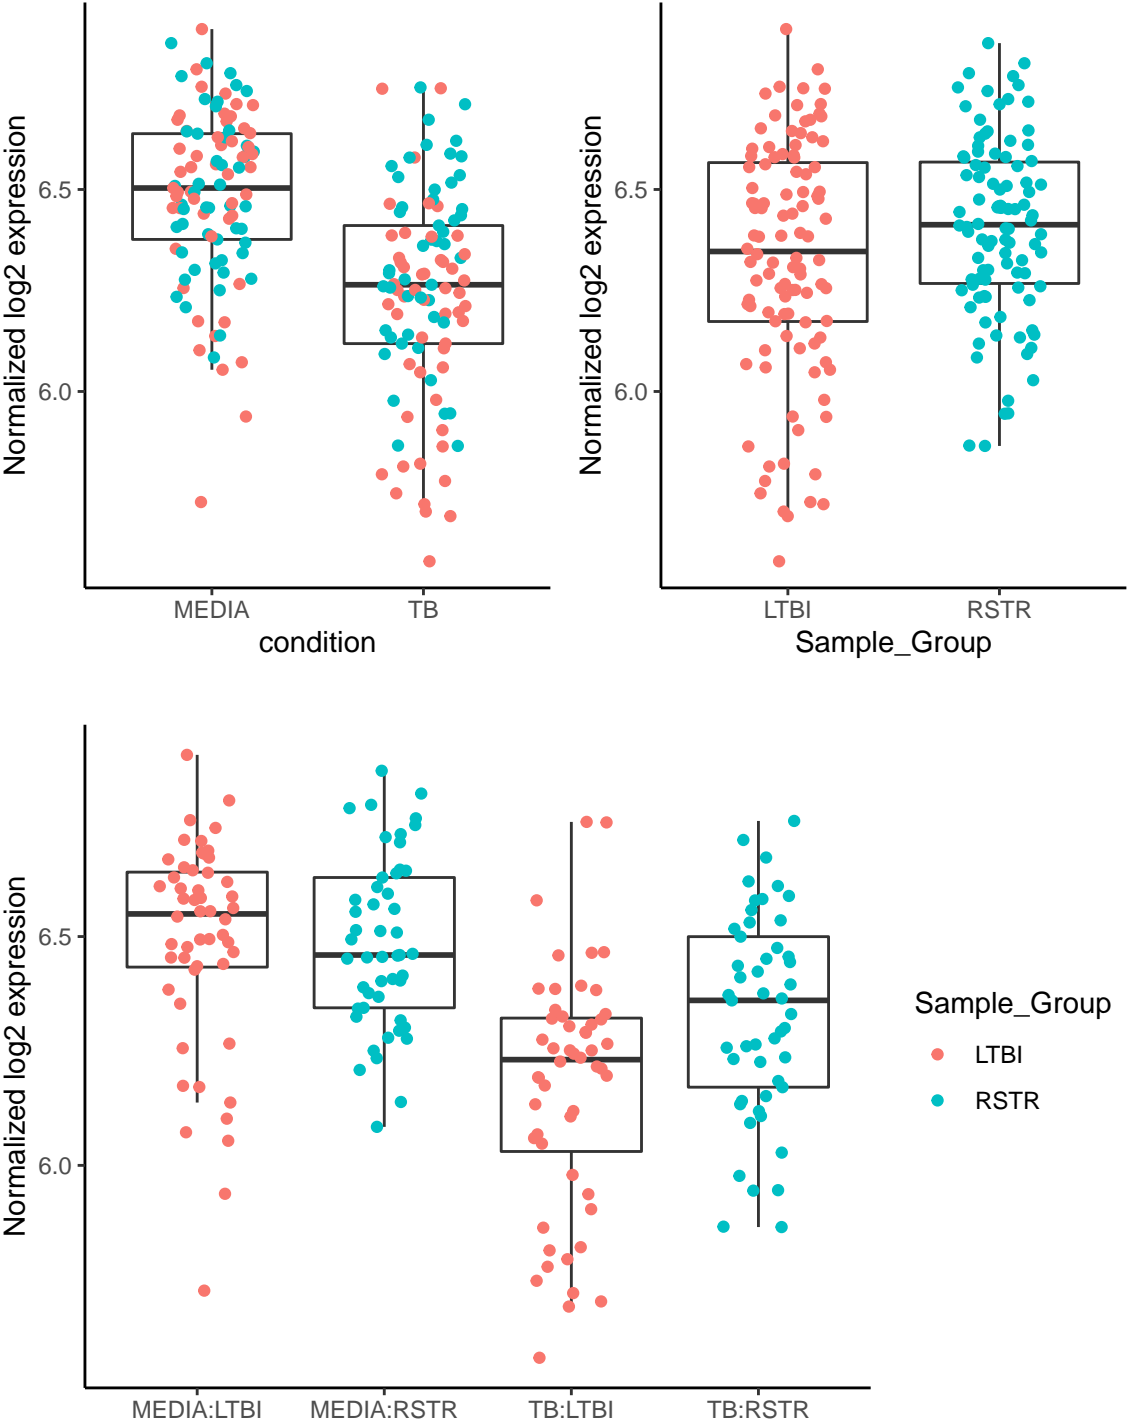 Normalized log2 expression
6.5
6.0
MEDIA
TB
condition
Normalized log2 expression
6.5
6.0
LTBI
RSTR
Sample_Group
Normalized log2 expression
6.5
6.0
MEDIA:LTBI
MEDIA:RSTR
TB:LTBI
TB:RSTR
Sample_Group
LTBI
RSTR